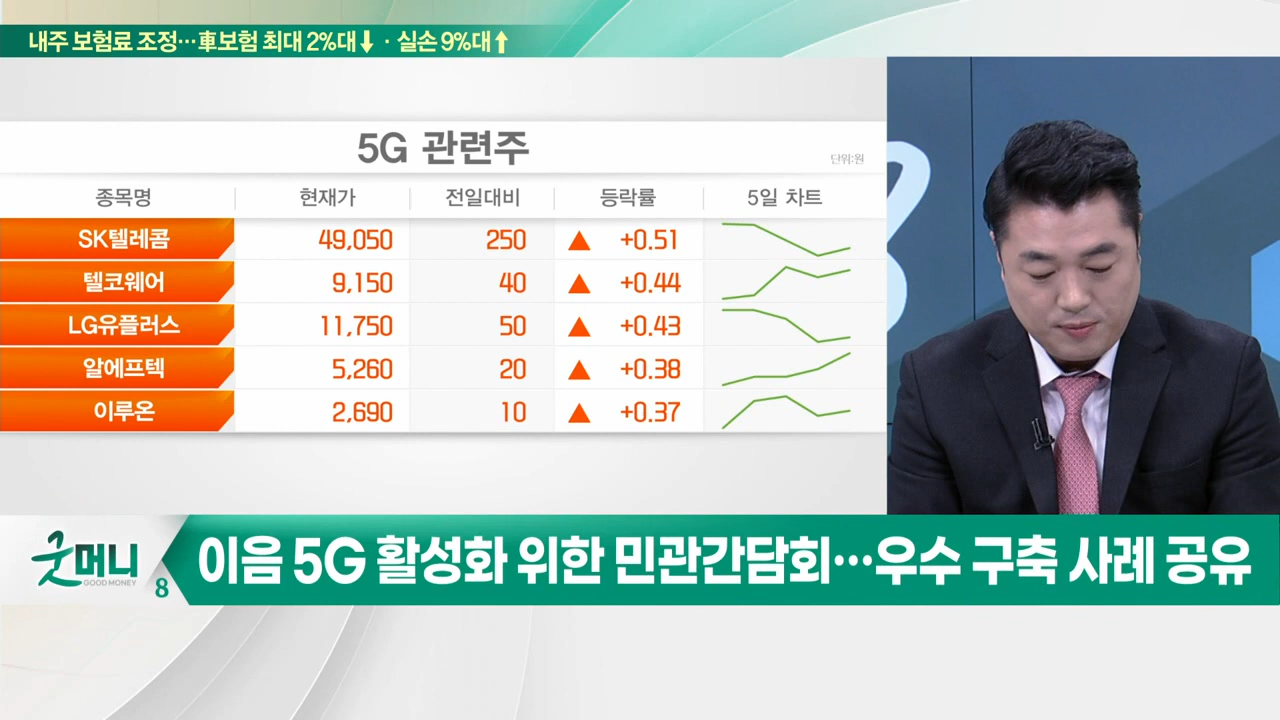 내주 보험료 조정…車보험 최대 2%대⬇ · 실손 9%대⬆
5G 관련주
단위:원
종목명 현재가 전일대비 등락률 5일 차트
SK텔레콤 49,050 250 ▲ +0.51
텔코웨어 9,150 40 ▲ +0.44
LG유플러스 11,750 50 ▲ +0.43
알에프텍 5,260 20 ▲ +0.38
이루온 2,690 10 ▲ +0.37
굿머니
GOOD MONEY
8
이음 5G 활성화 위한 민관간담회…우수 구축 사례 공유